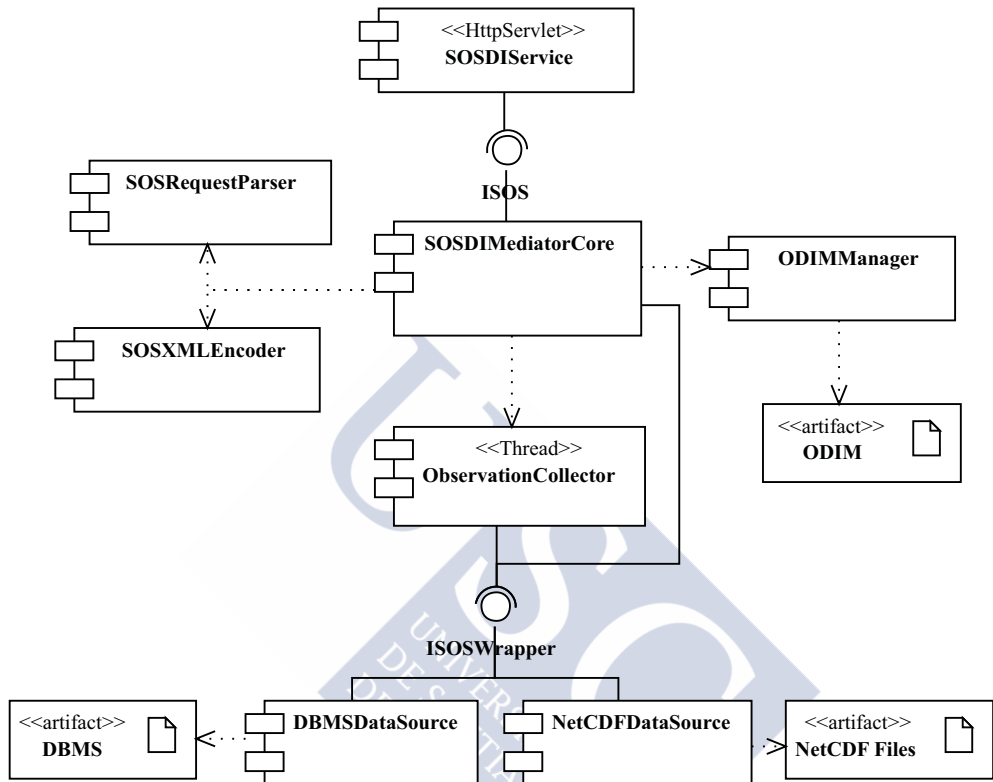 <<HttpServlet>>
SOSDIService
SOSRequestParser
ISOS
SOSDIMediatorCore
ODIMManager
SOSXMLEncoder
<<artifact>>
ODIM
<<Thread>>
ObservationCollector
ISOSWrapper
<<artifact>>
DBMS
DBMSDataSource
NetCDFDataSource
<<artifact>>
NetCDF Files
USC